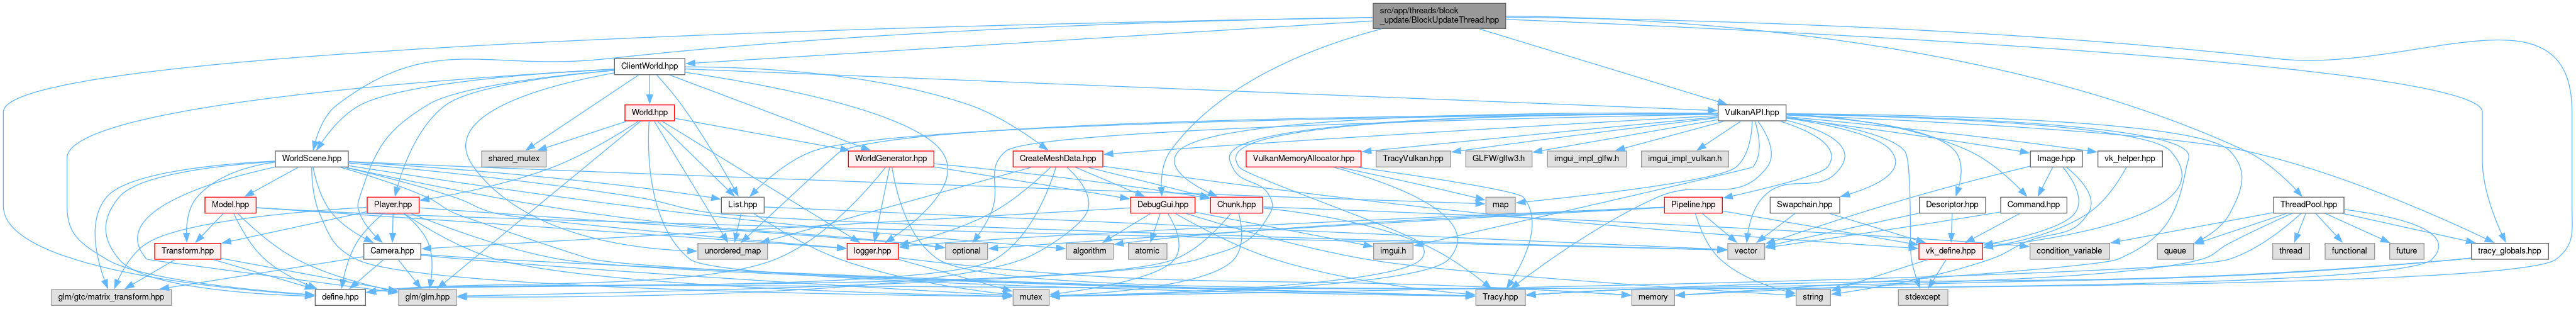 src/app/threads/block
_update/BlockUpdateThread.hpp
ClientWorld.hpp
World.hpp
VulkanAPI.hpp
shared_mutex
WorldScene.hpp
WorldGenerator.hpp
CreateMeshData.hpp
VulkanMemoryAllocator.hpp
TracyVulkan.hpp
GLFW/glfw3.h
imgui_impl_glfw.h
imgui_impl_vulkan.h
Image.hpp
vk_helper.hpp
Model.hpp
Player.hpp
List.hpp
DebugGui.hpp
Chunk.hpp
map
Pipeline.hpp
Swapchain.hpp
Descriptor.hpp
Command.hpp
ThreadPool.hpp
Transform.hpp
Camera.hpp
unordered_map
logger.hpp
optional
algorithm
atomic
imgui.h
vector
vk_define.hpp
condition_variable
queue
thread
functional
future
tracy_globals.hpp
glm/gtc/matrix_transform.hpp
define.hpp
glm/glm.hpp
mutex
Tracy.hpp
memory
string
stdexcept